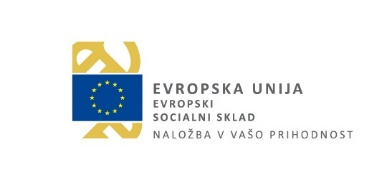 EVROPSKA UNIJA
EVROPSKI
SOCIALNI SKLAD
NALOŽBA V VAŠO PRIHODNOST